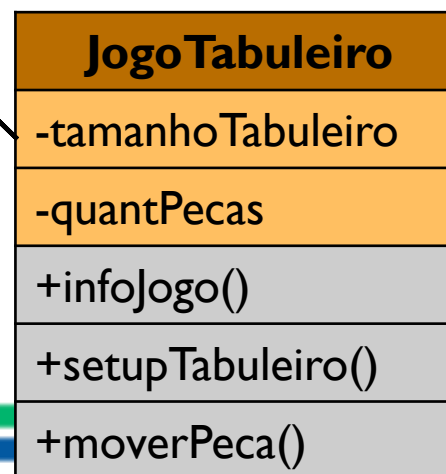 JogoTabuleiro
-tamanhoTabuleiro
-quantPecas
+infoJogo()
+setupTabuleiro()
+moverPeca()